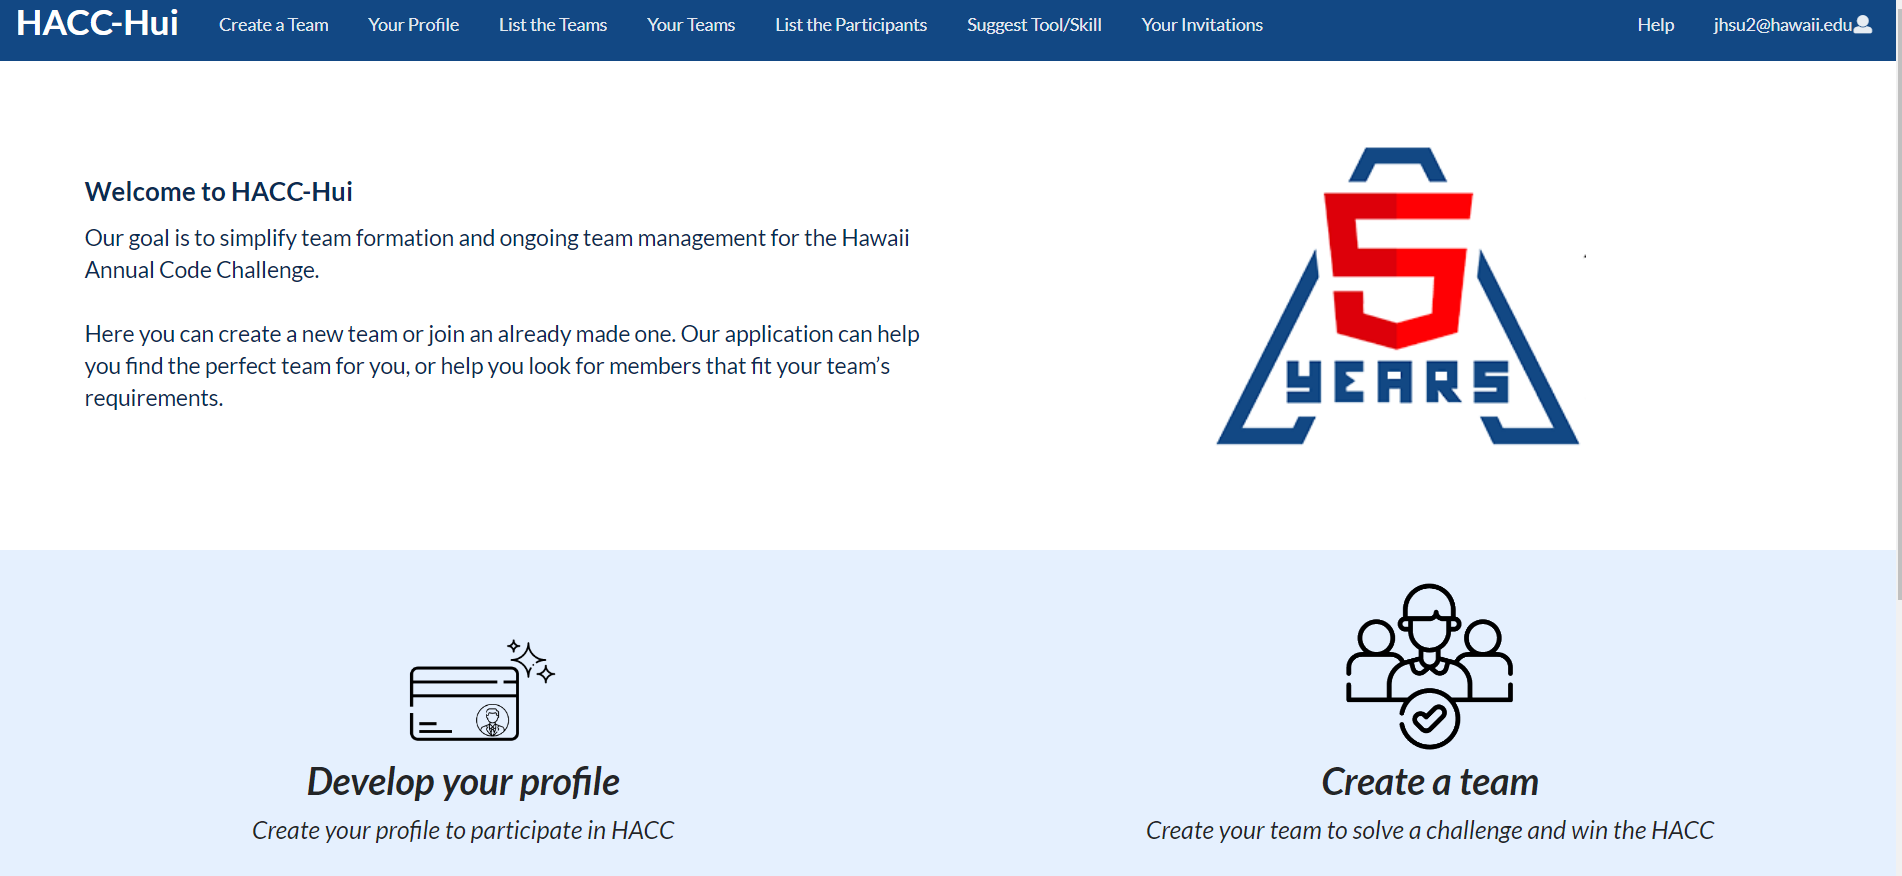 HACC-Hui Create a Team Your Profile List the Teams Your Teams List the Participants Suggest Tool/Skill Your Invitations Help jhsu2@hawaii.edu
Welcome to HACC-Hui
Our goal is to simplify team formation and ongoing team management for the Hawaii
Annual Code Challenge.
Here you can create a new team or join an already made one. Our application can help
you find the perfect team for you, or help you look for members that fit your team’s
requirements.
5
YEARS
Develop your profile
Create your profile to participate in HACC
Create a team
Create your team to solve a challenge and win the HACC